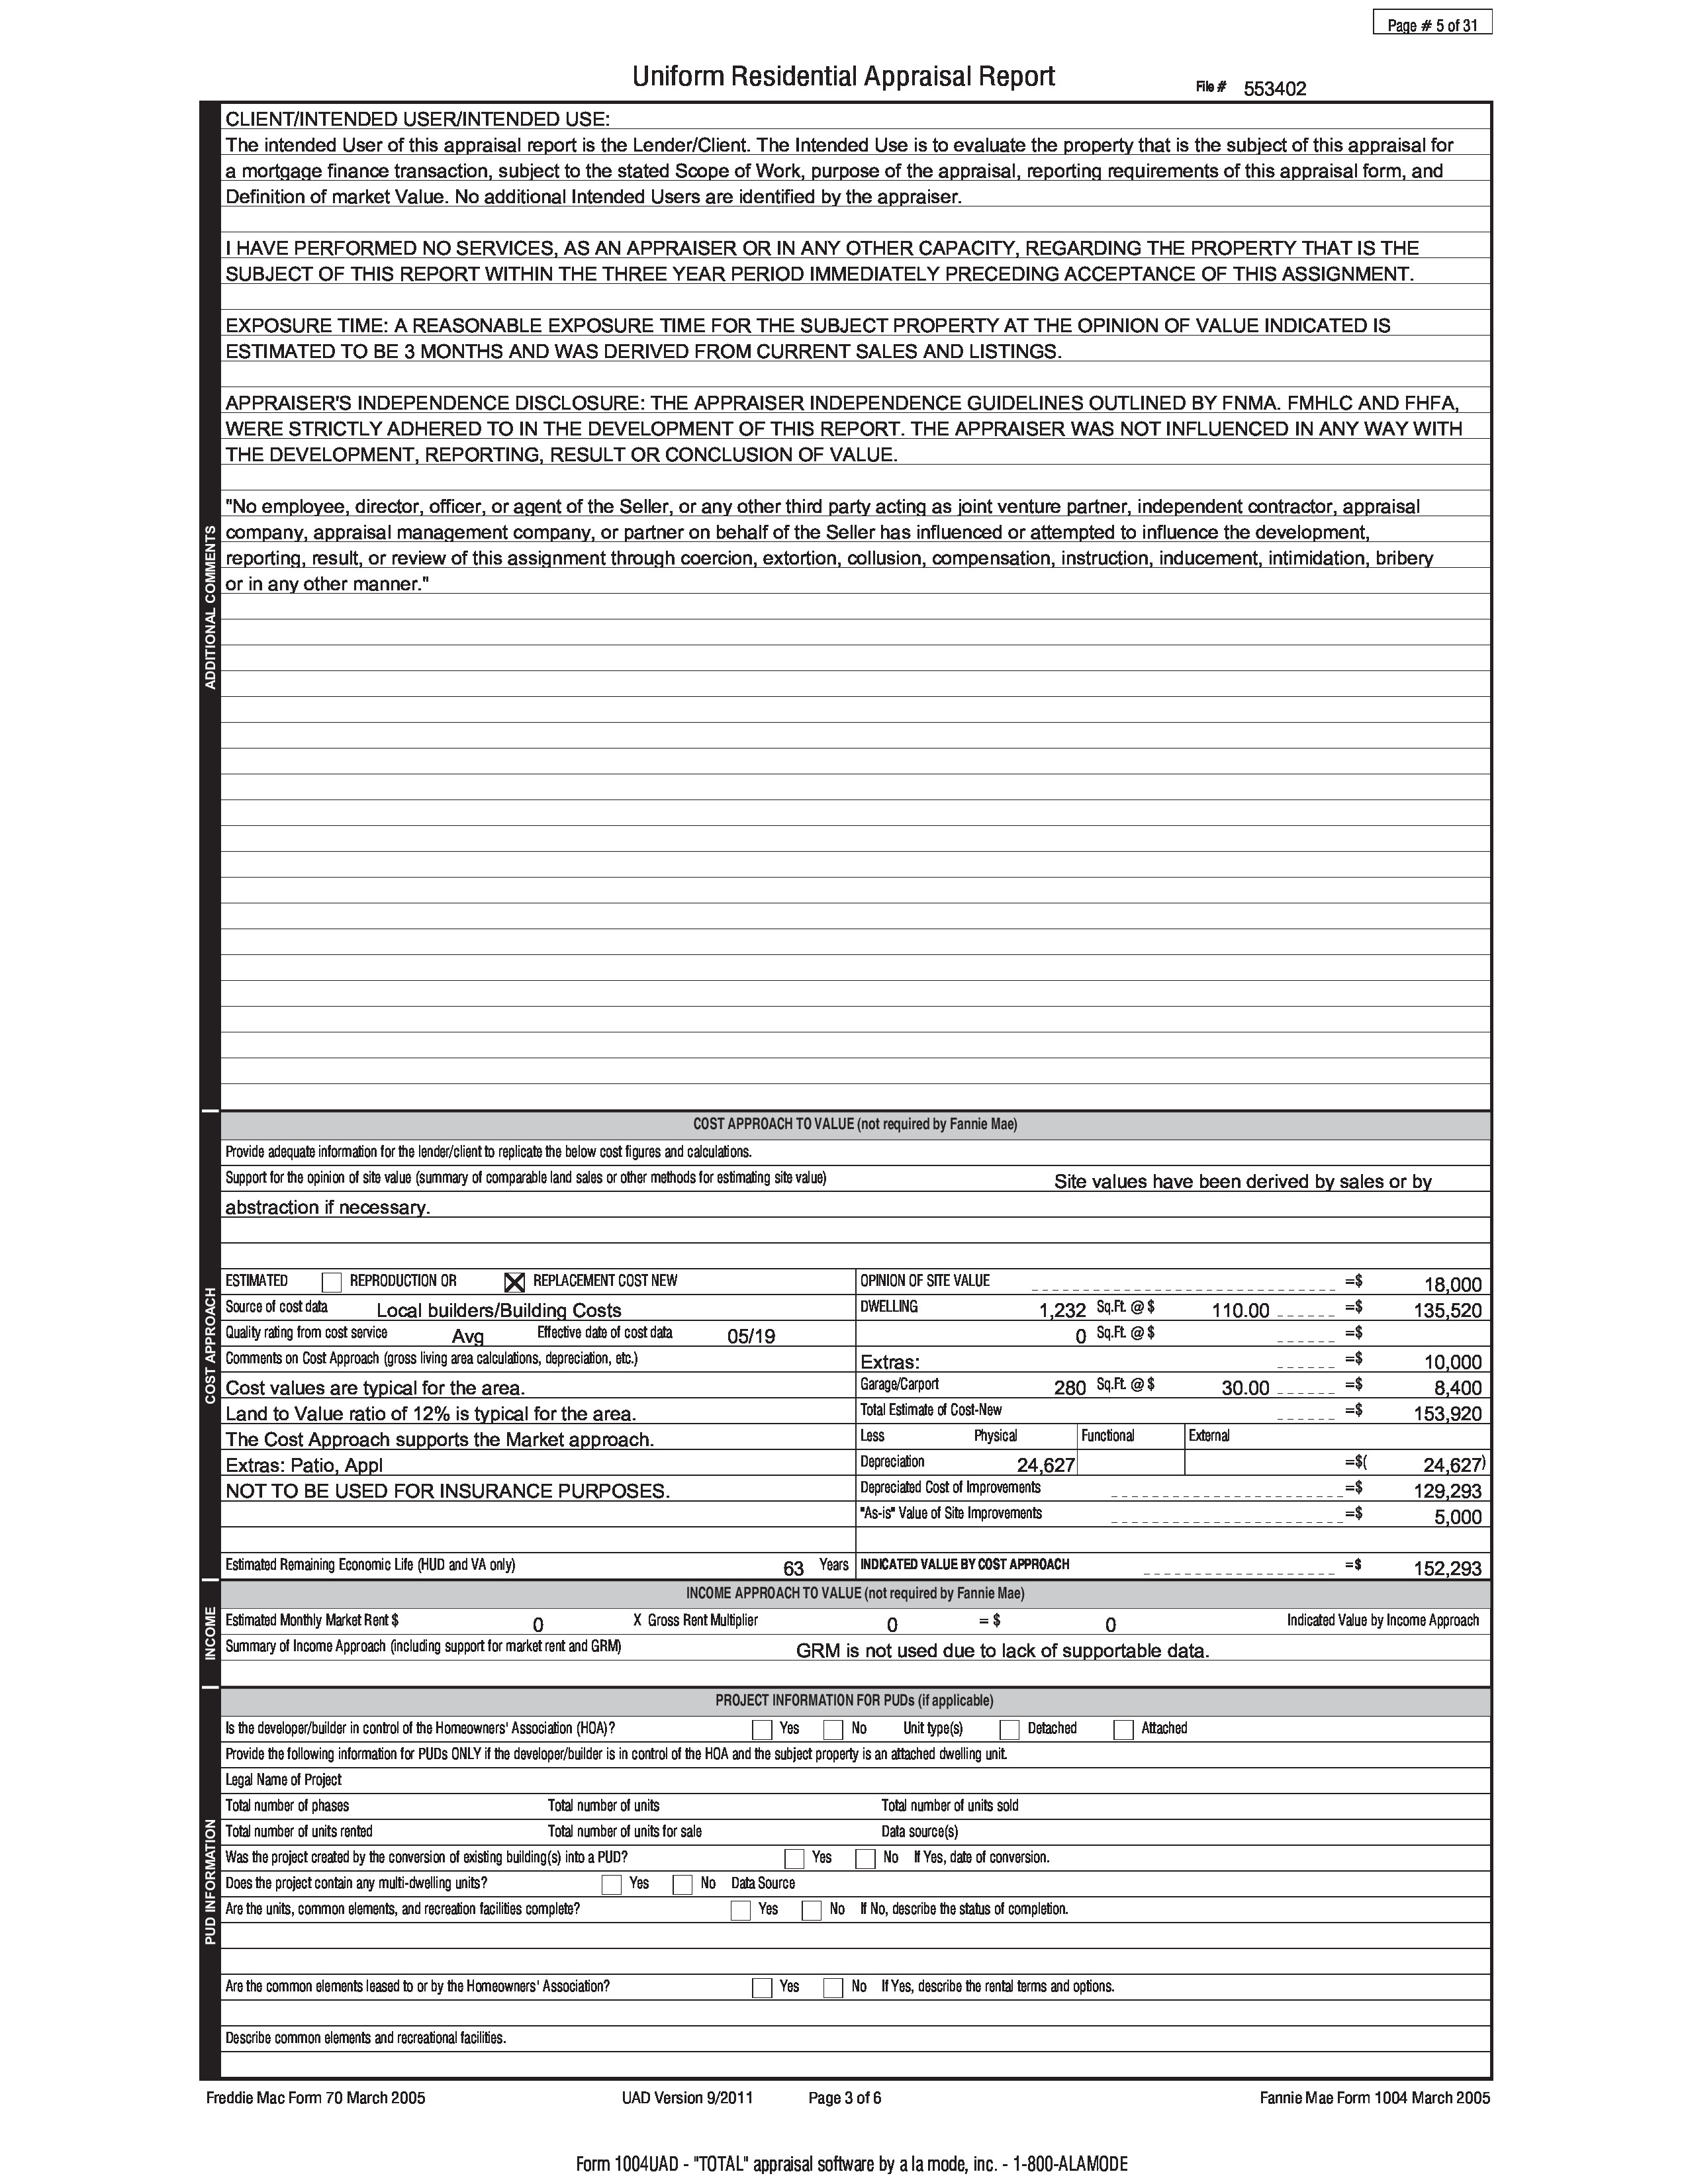 Page # 5 of 31
Uniform Residential Appraisal Report
File # 553402
CLIENT/INTENDED USER/INTENDED USE:
The intended User of this appraisal report is the Lender/Client. The Intended Use is to evaluate the property that is the subject of this appraisal for
a mortgage finance transaction, subject to the stated Scope of Work, purpose of the appraisal, reporting requirements of this appraisal form, and
Definition of market Value. No additional Intended Users are identified by the appraiser.
I HAVE PERFORMED NO SERVICES, AS AN APPRAISER OR IN ANY OTHER CAPACITY, REGARDING THE PROPERTY THAT IS THE
SUBJECT OF THIS REPORT WITHIN THE THREE YEAR PERIOD IMMEDIATELY PRECEDING ACCEPTANCE OF THIS ASSIGNMENT.
EXPOSURE TIME: A REASONABLE EXPOSURE TIME FOR THE SUBJECT PROPERTY AT THE OPINION OF VALUE INDICATED IS
ESTIMATED TO BE 3 MONTHS AND WAS DERIVED FROM CURRENT SALES AND LISTINGS.
APPRAISER'S INDEPENDENCE DISCLOSURE: THE APPRAISER INDEPENDENCE GUIDELINES OUTLINED BY FNMA. FMHLC AND FHFA,
WERE STRICTLY ADHERED TO IN THE DEVELOPMENT OF THIS REPORT. THE APPRAISER WAS NOT INFLUENCED IN ANY WAY WITH
THE DEVELOPMENT, REPORTING, RESULT OR CONCLUSION OF VALUE.
"No employee, director, officer, or agent of the Seller, or any other third party acting as joint venture partner, independent contractor, appraisal
company, appraisal management company, or partner on behalf of the Seller has influenced or attempted to influence the development,
reporting, result, or review of this assignment through coercion, extortion, collusion, compensation, instruction, inducement, intimidation, bribery
or in any other manner."
ADDITIONAL COMMENTS
COST APPROACH TO VALUE (not required by Fannie Mae)
Provide adequate information for the lender/client to replicate the below cost figures and calculations.
Support for the opinion of site value (summary of comparable land sales or other methods for estimating site value) Site values have been derived by sales or by
abstraction if necessary.
COST APPROACH
ESTIMATED REPRODUCTION OR REPLACEMENT COST NEW
Source of cost data Local builders/Building Costs
Quality rating from cost service Avg Effective date of cost data 05/19
Comments on Cost Approach (gross living area calculations, depreciation, etc.)
Cost values are typical for the area.
Land to Value ratio of 12% is typical for the area.
The Cost Approach supports the Market approach.
Extras: Patio, Appl
NOT TO BE USED FOR INSURANCE PURPOSES.
Estimated Remaining Economic Life (HUD and VA only) 63 Years
OPINION OF SITE VALUE =$ 18,000
DWELLING 1,232 Sq.Ft. @ $ 110.00 =$ 135,520
0 Sq.Ft. @ $ =$
Extras: =$ 10,000
Garage/Carport 280 Sq.Ft. @ $ 30.00 =$ 8,400
Total Estimate of Cost-New =$ 153,920
Less Physical Functional External
Depreciation 24,627 =$( 24,627)
Depreciated Cost of Improvements =$ 129,293
"As-is" Value of Site Improvements =$ 5,000
INDICATED VALUE BY COST APPROACH =$ 152,293
INCOME
INCOME APPROACH TO VALUE (not required by Fannie Mae)
Estimated Monthly Market Rent $ 0 X Gross Rent Multiplier 0 = $ 0 Indicated Value by Income Approach
Summary of Income Approach (including support for market rent and GRM) GRM is not used due to lack of supportable data.
PUD INFORMATION
PROJECT INFORMATION FOR PUDs (if applicable)
Is the developer/builder in control of the Homeowners' Association (HOA)? Yes No Unit type(s) Detached Attached
Provide the following information for PUDs ONLY if the developer/builder is in control of the HOA and the subject property is an attached dwelling unit.
Legal Name of Project
Total number of phases Total number of units Total number of units sold
Total number of units rented Total number of units for sale Data source(s)
Was the project created by the conversion of existing building(s) into a PUD? Yes No If Yes, date of conversion.
Does the project contain any multi-dwelling units? Yes No Data Source
Are the units, common elements, and recreation facilities complete? Yes No If No, describe the status of completion.
Are the common elements leased to or by the Homeowners' Association? Yes No If Yes, describe the rental terms and options.
Describe common elements and recreational facilities.
Freddie Mac Form 70 March 2005 UAD Version 9/2011 Page 3 of 6 Fannie Mae Form 1004 March 2005
Form 1004UAD - "TOTAL" appraisal software by a la mode, inc. - 1-800-ALAMODE